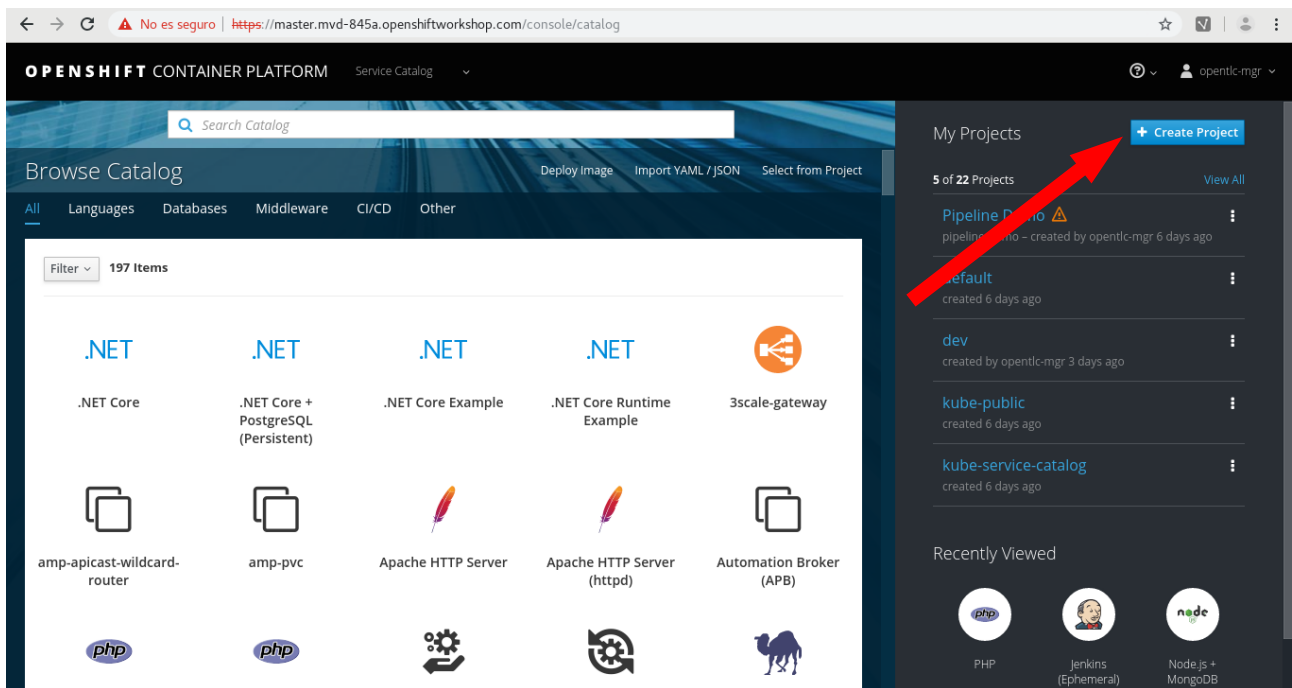 No es seguro | https://master.mvd-845a.openshiftworkshop.com/console/catalog
OPENSHIFT CONTAINER PLATFORM
Service Catalog
opentlc-mgr
Search Catalog
Browse Catalog
Deploy Image
Import YAML / JSON
Select from Project
All
Languages
Databases
Middleware
CI/CD
Other
Filter
197 Items
.NET
.NET
.NET
.NET
.NET Core
.NET Core +
PostgreSQL
(Persistent)
.NET Core Example
.NET Core Runtime
Example
3scale-gateway
amp-apicast-wildcard-
router
amp-pvc
Apache HTTP Server
Apache HTTP Server
(httpd)
Automation Broker
(APB)
php
php
My Projects
+ Create Project
5 of 22 Projects
View All
Pipeline
created by opentlc-mgr 6 days ago
default
created 6 days ago
dev
created by opentlc-mgr 3 days ago
kube-public
created 6 days ago
kube-service-catalog
created 6 days ago
Recently Viewed
php
node
PHP
Jenkins
(Ephemeral)
Node.js +
MongoDB